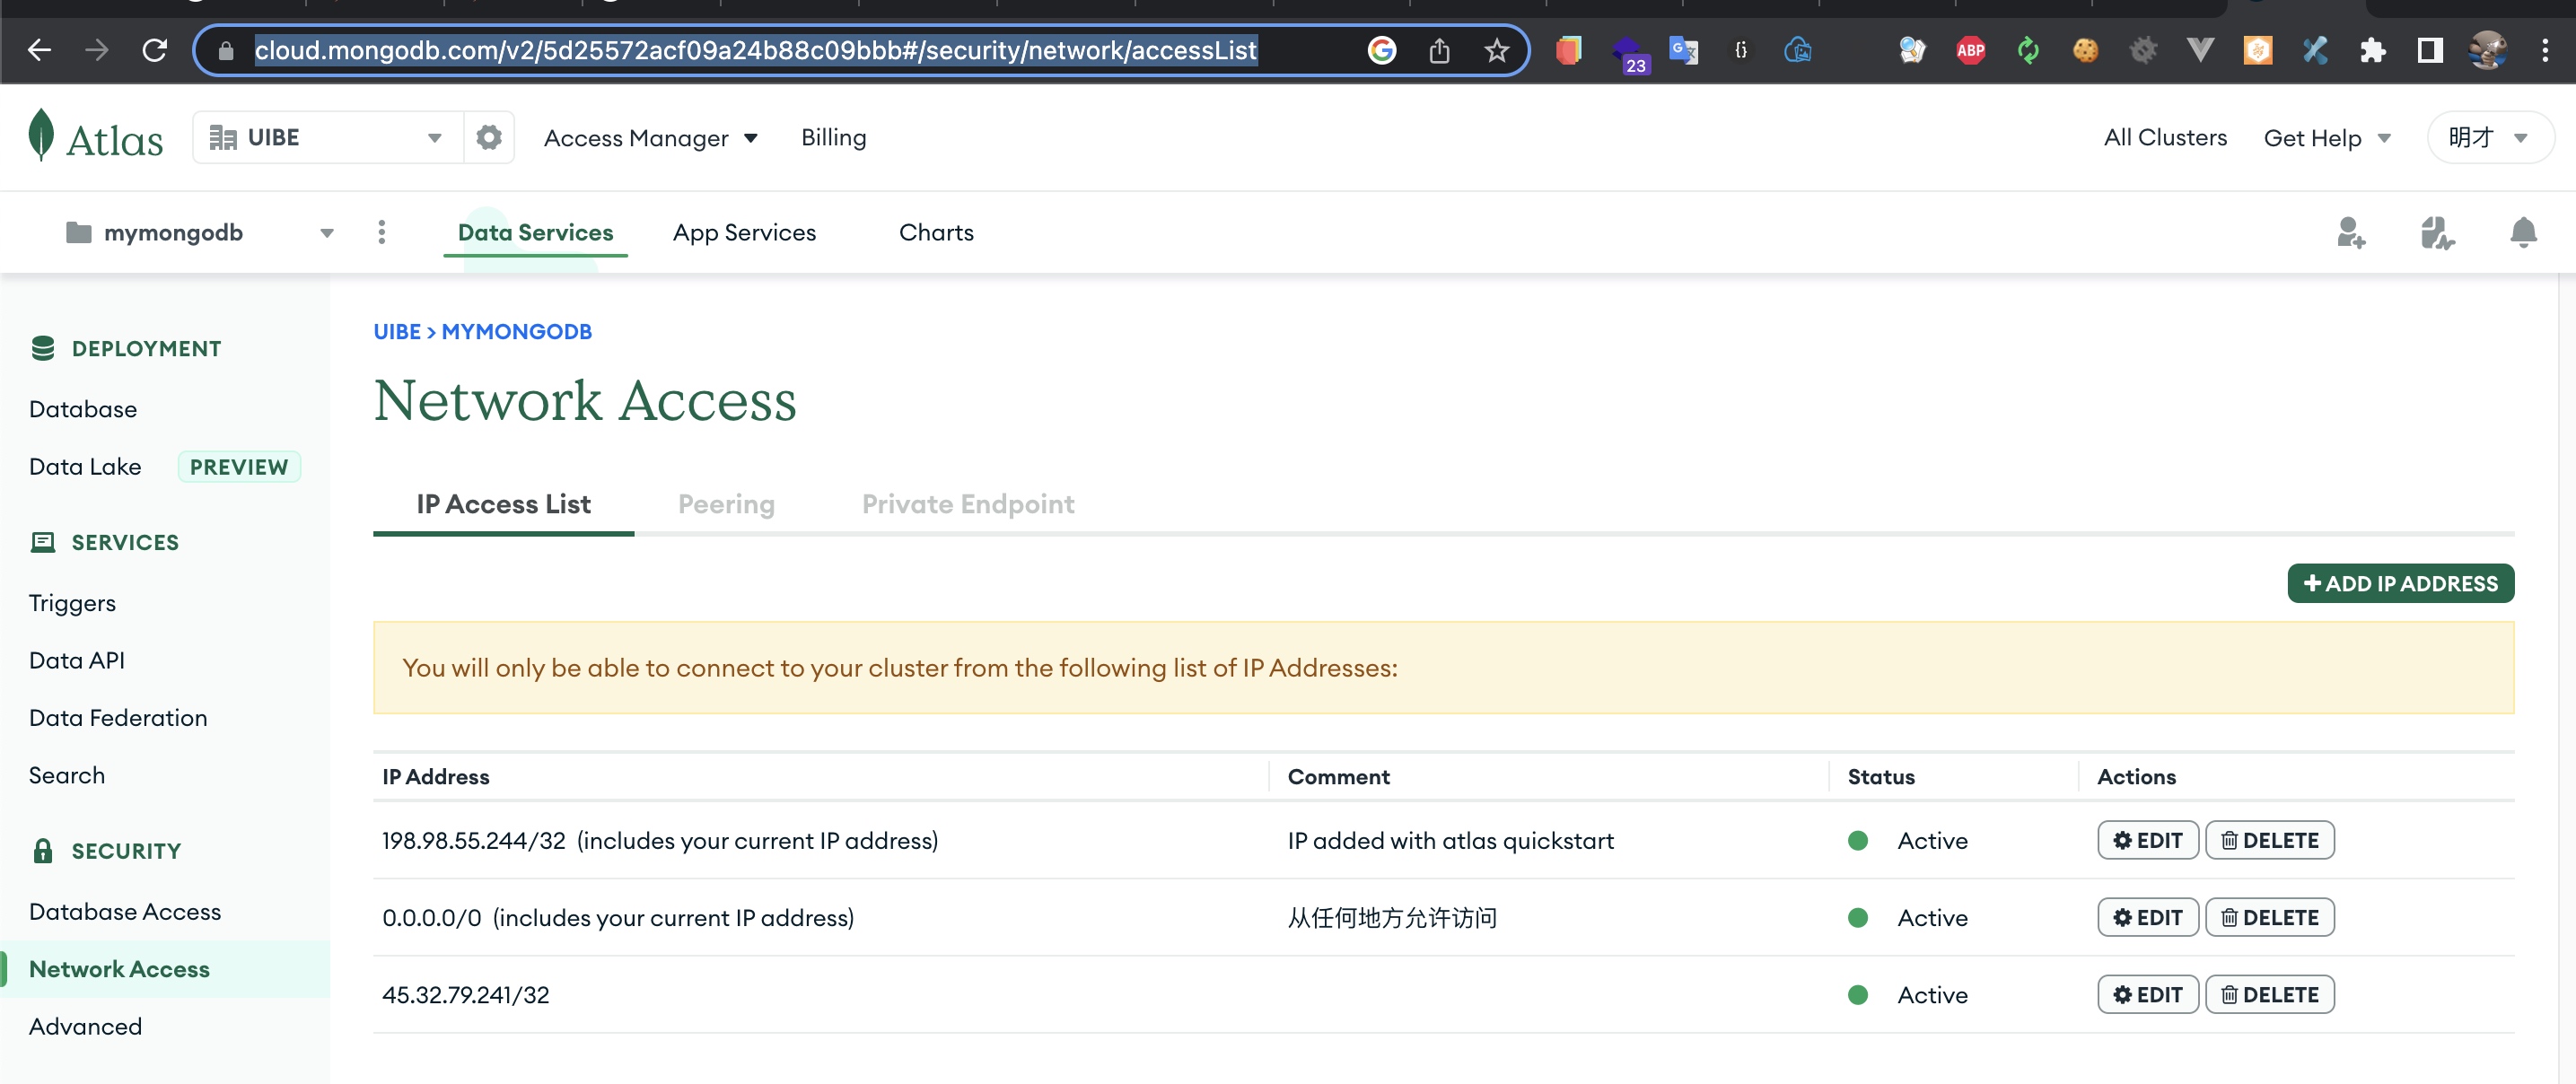 cloud.mongodb.com/v2/5d25572acf09a24b88c09bbb#/security/network/accessList
23
ABP
Atlas
UIBE
Access Manager
Billing
All Clusters
Get Help
明才
mymongodb
Data Services
App Services
Charts
DEPLOYMENT
Database
Data Lake PREVIEW
SERVICES
Triggers
Data API
Data Federation
Search
SECURITY
Database Access
Network Access
Advanced
UIBE > MYMONGODB
Network Access
IP Access List
Peering
Private Endpoint
+ ADD IP ADDRESS
You will only be able to connect to your cluster from the following list of IP Addresses:
IP Address Comment Status Actions
198.98.55.244/32 (includes your current IP address) IP added with atlas quickstart Active EDIT DELETE
0.0.0.0/0 (includes your current IP address) 从任何地方允许访问 Active EDIT DELETE
45.32.79.241/32 Active EDIT DELETE